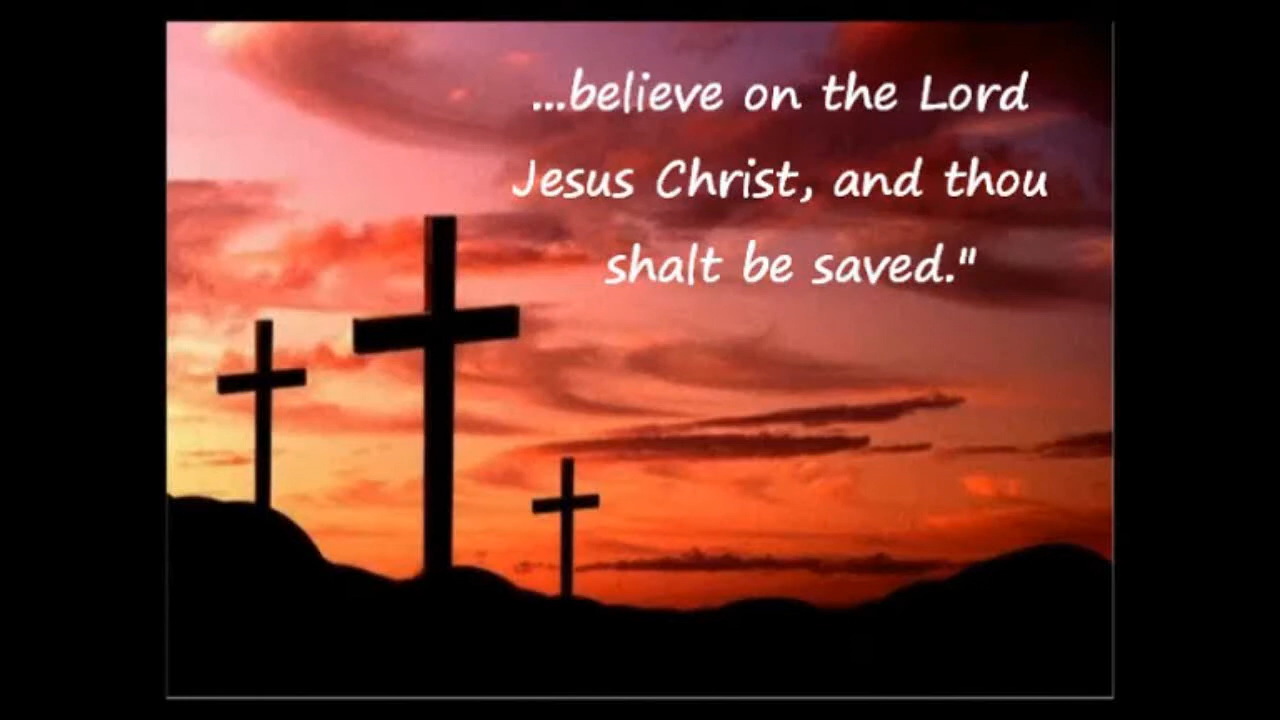 ...believe on the Lord
Jesus Christ, and thou
shalt be saved."